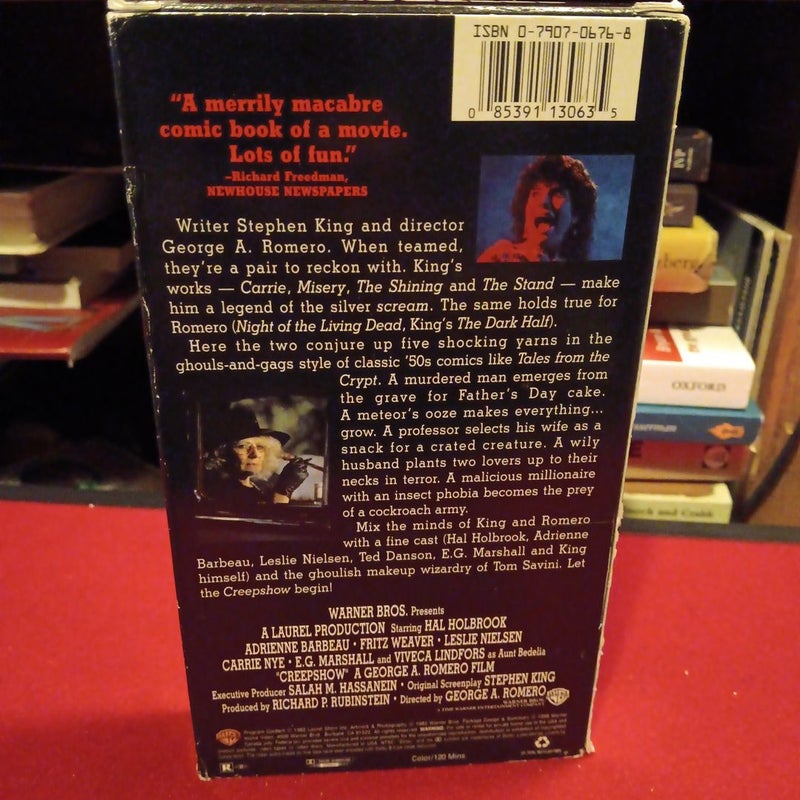 ISBN 0-7907-0676-8
0 85391 13063 5
"A merrily macabre
comic book of a movie.
Lots of fun."
–Richard Freedman,
NEWHOUSE NEWSPAPERS
Writer Stephen King and director
George A. Romero. When teamed,
they're a pair to reckon with. King's
works — Carrie, Misery, The Shining and The Stand — make
him a legend of the silver scream. The same holds true for
Romero (Night of the Living Dead, King's The Dark Half).
Here the two conjure up five shocking yarns in the
ghouls-and-gags style of classic '50s comics like Tales from the
Crypt. A murdered man emerges from
the grave for Father's Day cake.
A meteor's ooze makes everything...
grow. A professor selects his wife as a
snack for a crated creature. A wily
husband plants two lovers up to their
necks in terror. A malicious millionaire
with an insect phobia becomes the prey
of a cockroach army.
Mix the minds of King and Romero
with a fine cast (Hal Holbrook, Adrienne
Barbeau, Leslie Nielsen, Ted Danson, E.G. Marshall and King
himself) and the ghoulish makeup wizardry of Tom Savini. Let
the Creepshow begin!
WARNER BROS. Presents
A LAUREL PRODUCTION Starring HAL HOLBROOK
ADRIENNE BARBEAU • FRITZ WEAVER • LESLIE NIELSEN
CARRIE NYE • E.G. MARSHALL and VIVECA LINDFORS as Aunt Bedelia
"CREEPSHOW" A GEORGE A. ROMERO FILM
Executive Producer SALAH M. HASSANEIN • Original Screenplay STEPHEN KING
Produced by RICHARD P. RUBINSTEIN • Directed by GEORGE A. ROMERO
WARNER BROS.
A TIME WARNER ENTERTAINMENT COMPANY
R
Color/120 Mins.
OXFORD